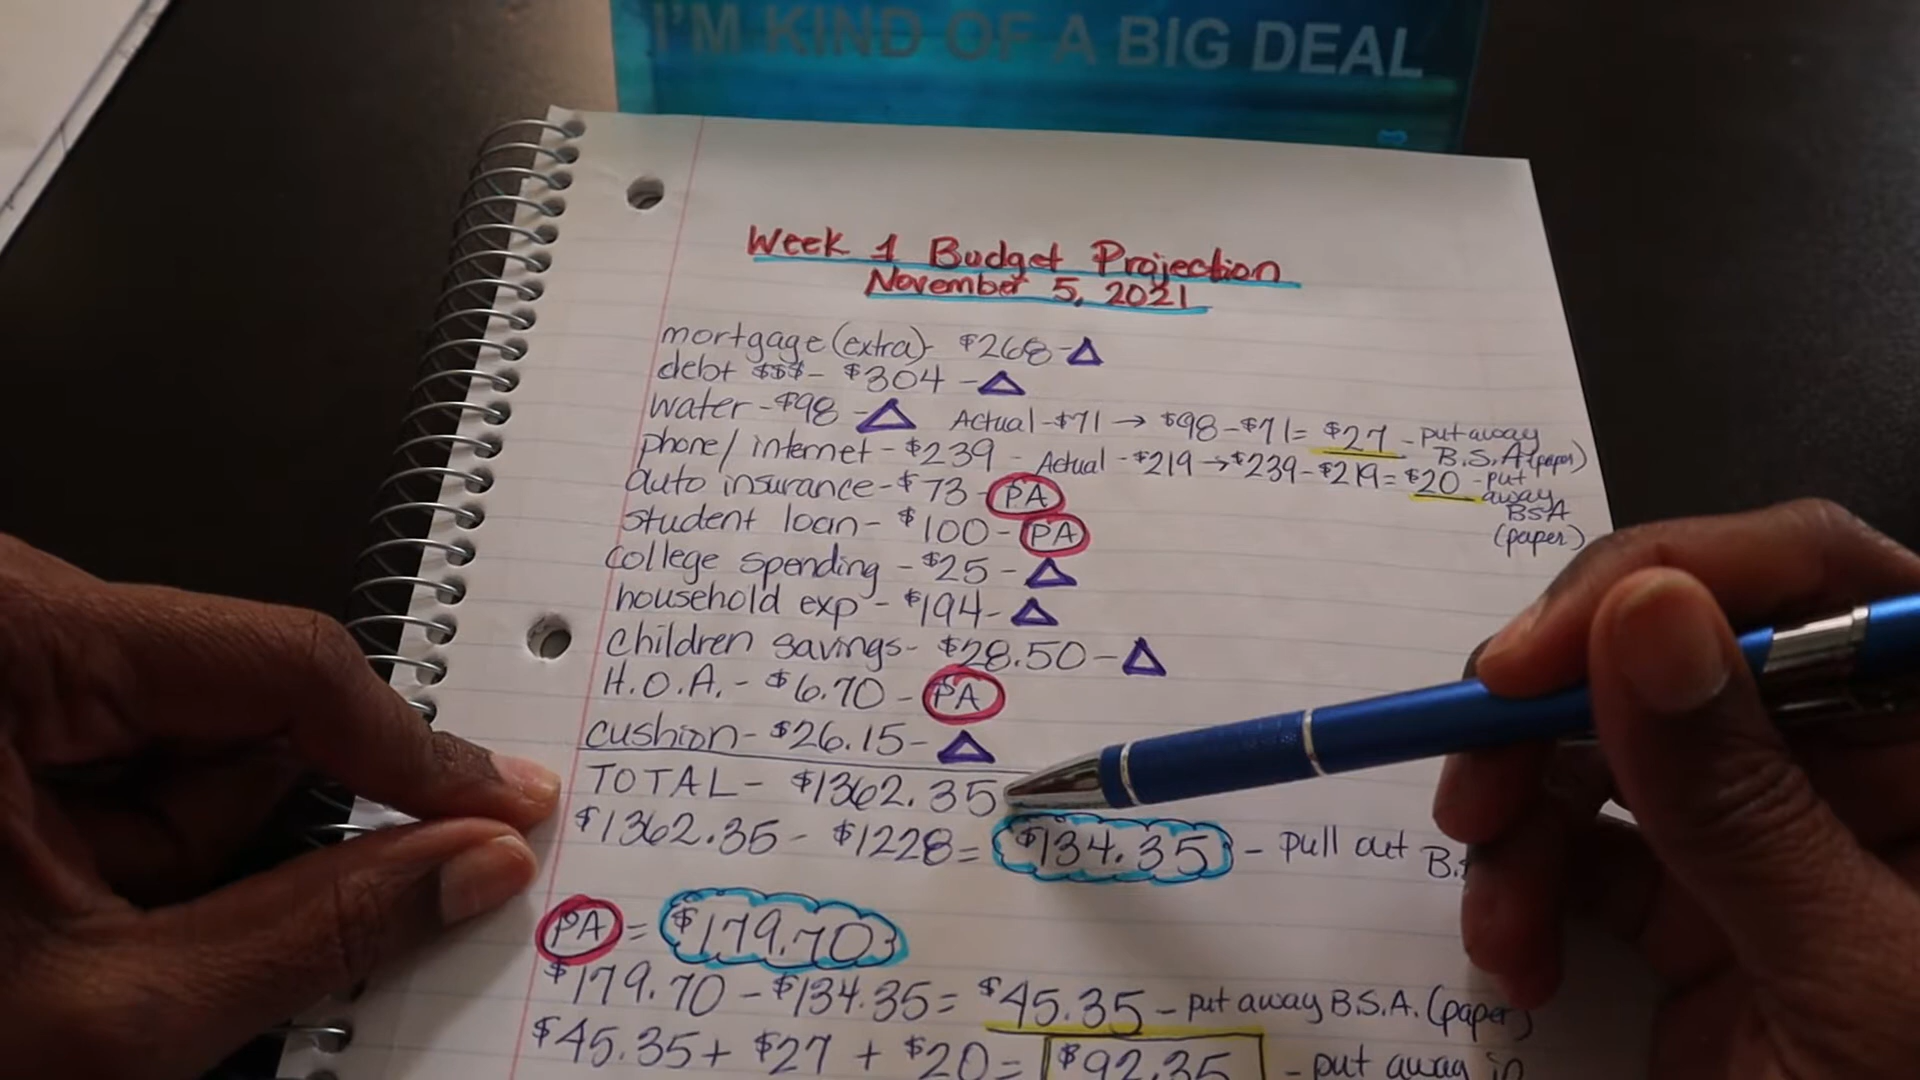 I'M KIND OF A BIG DEAL
Week 1 Budget Projection
November 5, 2021
mortgage (extra)- $268-△
debt $$$- $304 -△
water-$98 -△ Actual-$71 → $98-$71= $27 -put away B.S.A (paper)
phone/internet-$239 - Actual -$219 →$239-$219=$20 -put away BSA (paper)
auto insurance-$73-PA
student loan- $100-PA
college spending -$25-△
household exp -$194-△
children savings- $28.50-△
H.O.A.- $6.70-PA
cushion-$26.15-△
TOTAL- $1362.35
$1362.35- $1228= $134.35 - pull out B.
PA = $179.70
$179.70-$134.35= $45.35-put away B.S.A. (paper)
$45.35+ $27 + $20= $92.35 -put away in